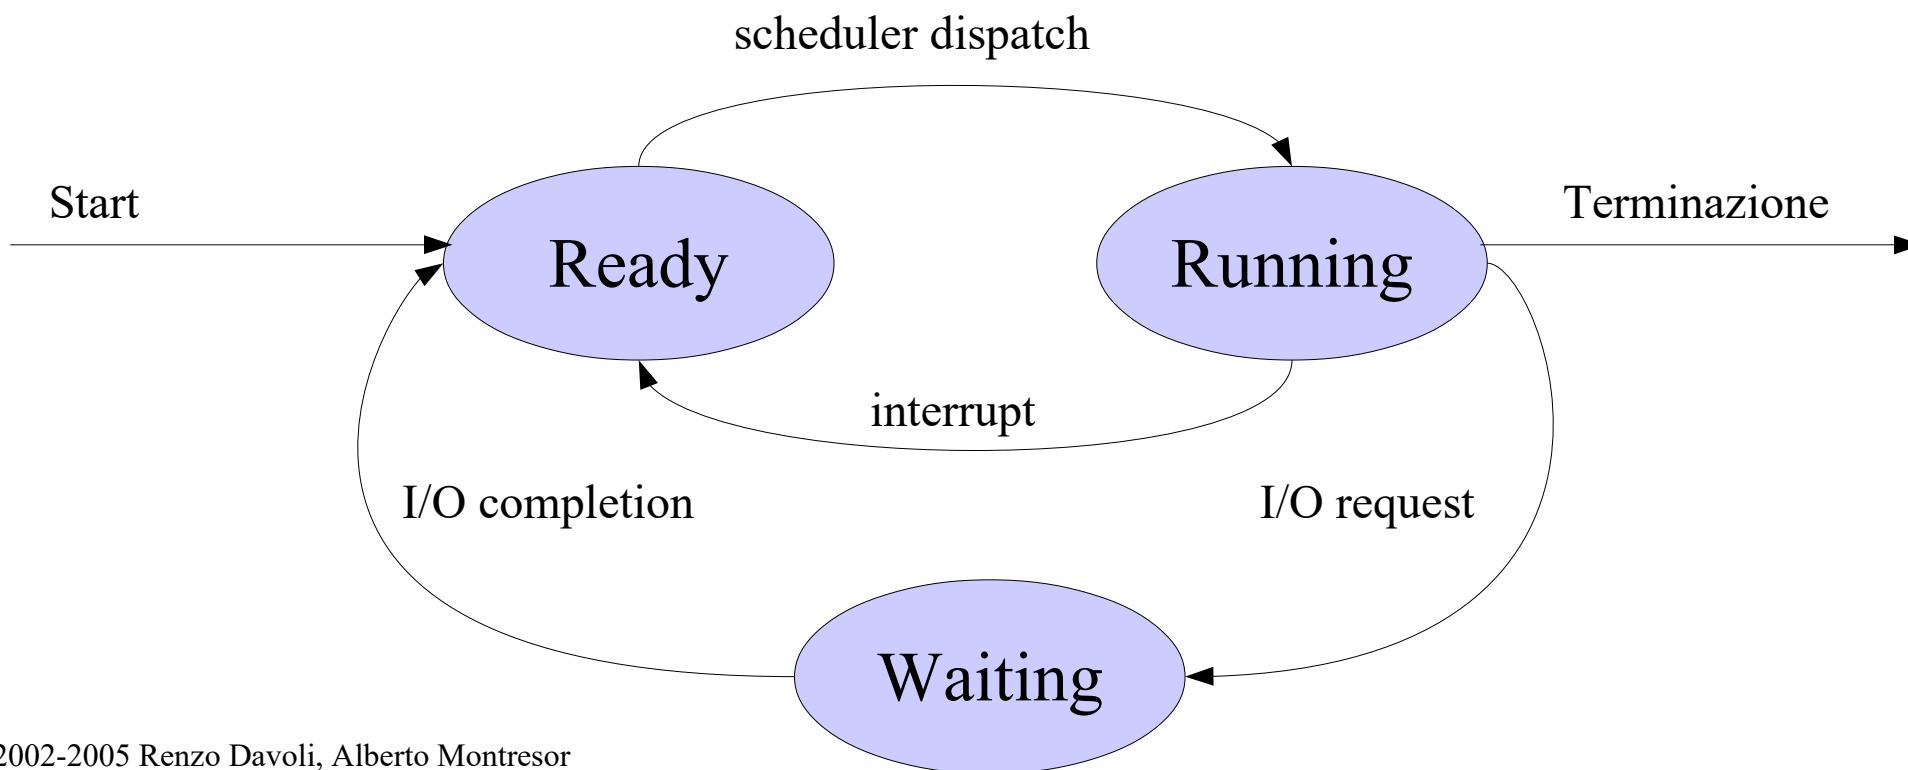 scheduler dispatch
Start
Terminazione
Ready
Running
interrupt
I/O completion
I/O request
Waiting
2002-2005 Renzo Davoli, Alberto Montresor